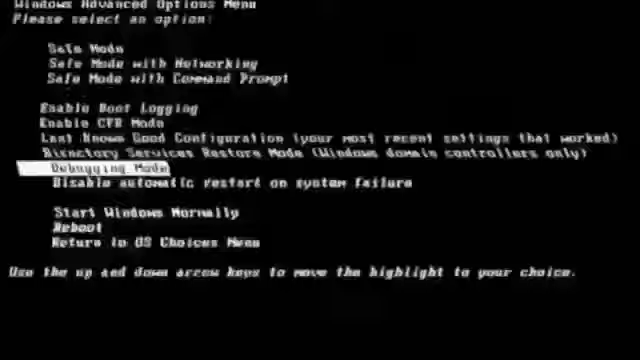 Windows Advanced Options Menu
Please select an option:
Safe Mode
Safe Mode with Networking
Safe Mode with Command Prompt
Enable Boot Logging
Enable VGA Mode
Last Known Good Configuration (your most recent settings that worked)
Directory Services Restore Mode (Windows domain controllers only)
Debugging Mode
Disable automatic restart on system failure
Start Windows Normally
Reboot
Return to OS Choices Menu
Use the up and down arrow keys to move the highlight to your choice.